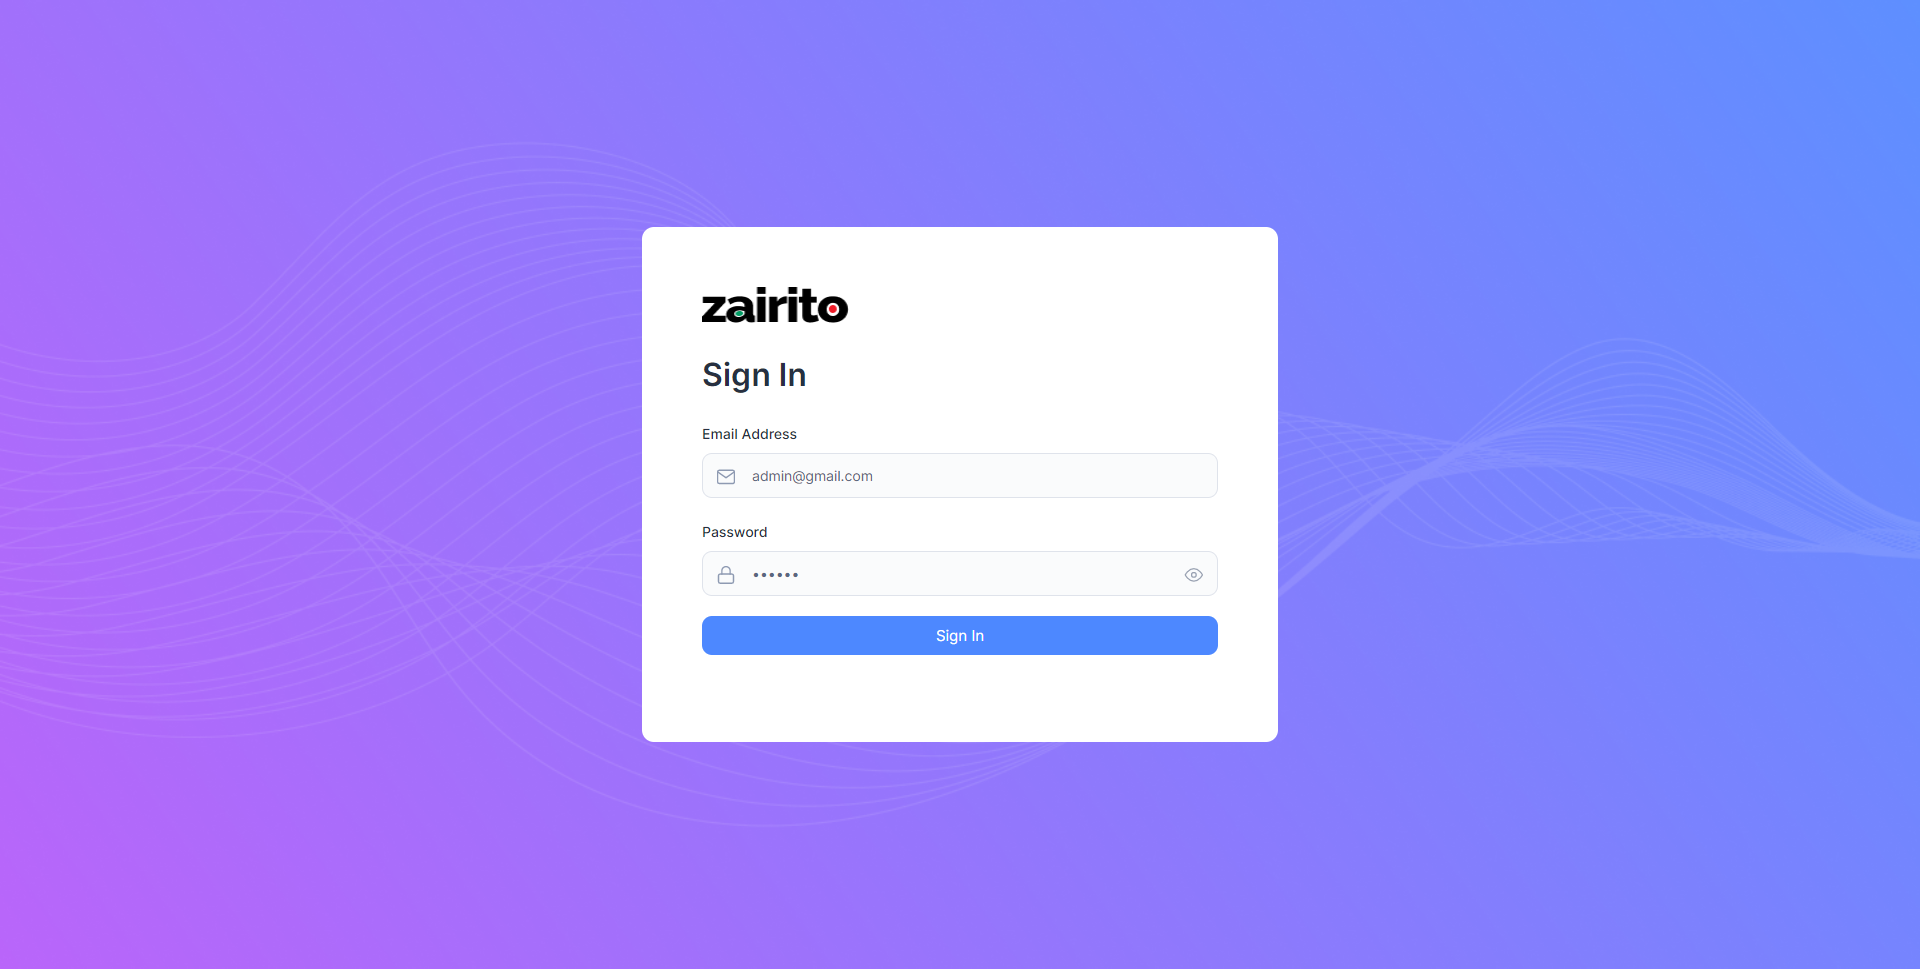 zairito
Sign In
Email Address
admin@gmail.com
Password
••••••
Sign In